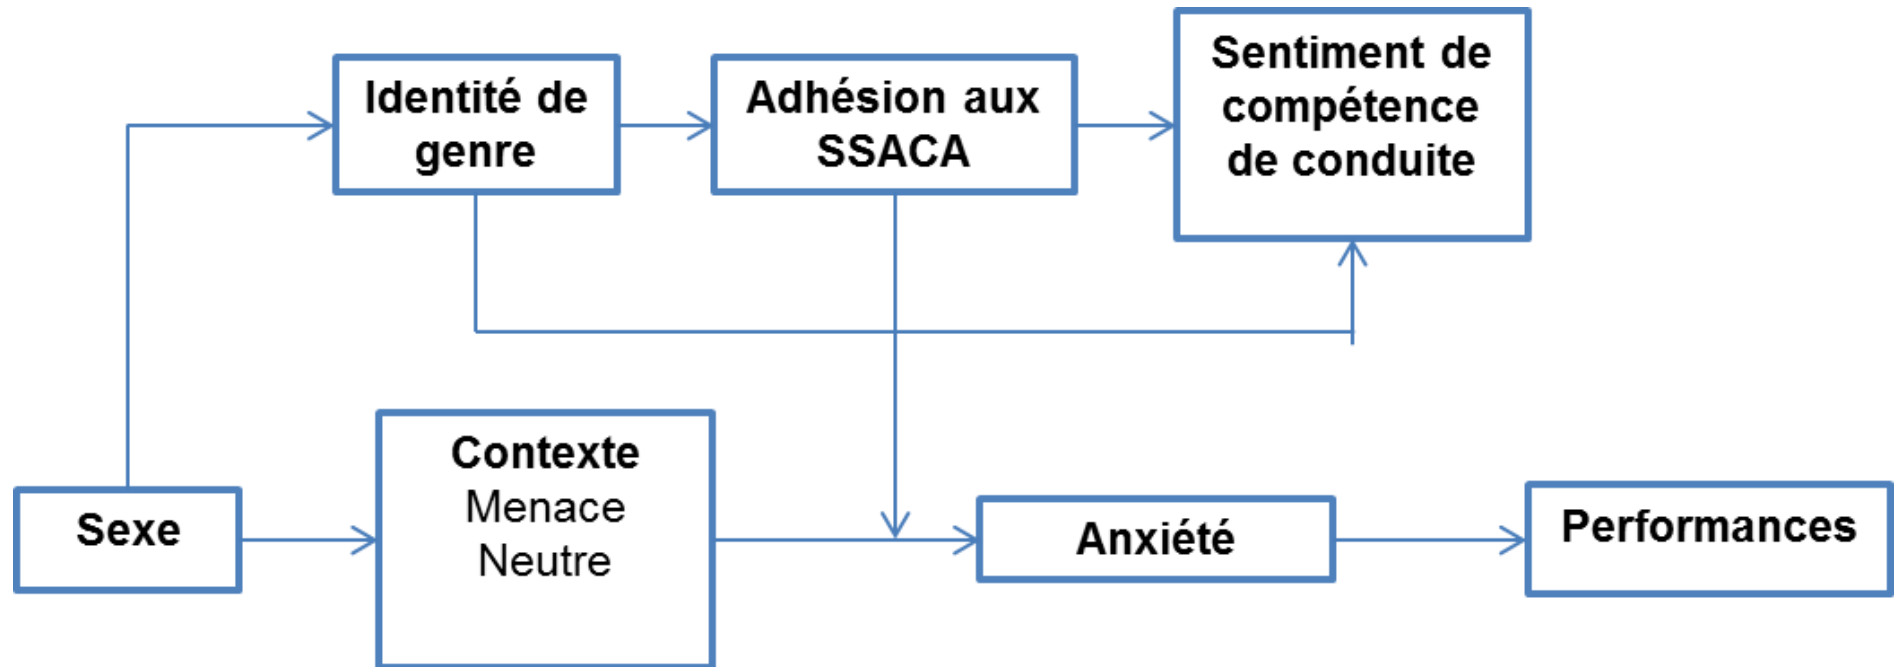 Identité de
genre
Adhésion aux
SSACA
Sentiment de
compétence
de conduite
Sexe
Contexte
Menace
Neutre
Anxiété
Performances